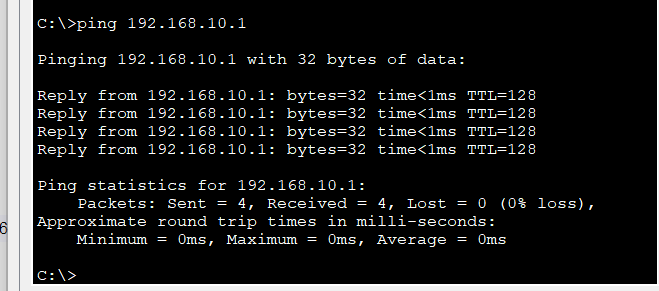 C:\>ping 192.168.10.1
Pinging 192.168.10.1 with 32 bytes of data:
Reply from 192.168.10.1: bytes=32 time<1ms TTL=128
Reply from 192.168.10.1: bytes=32 time<1ms TTL=128
Reply from 192.168.10.1: bytes=32 time<1ms TTL=128
Reply from 192.168.10.1: bytes=32 time<1ms TTL=128
Ping statistics for 192.168.10.1:
Packets: Sent = 4, Received = 4, Lost = 0 (0% loss),
Approximate round trip times in milli-seconds:
6
Minimum = 0ms, Maximum = 0ms, Average = 0ms
C:\>